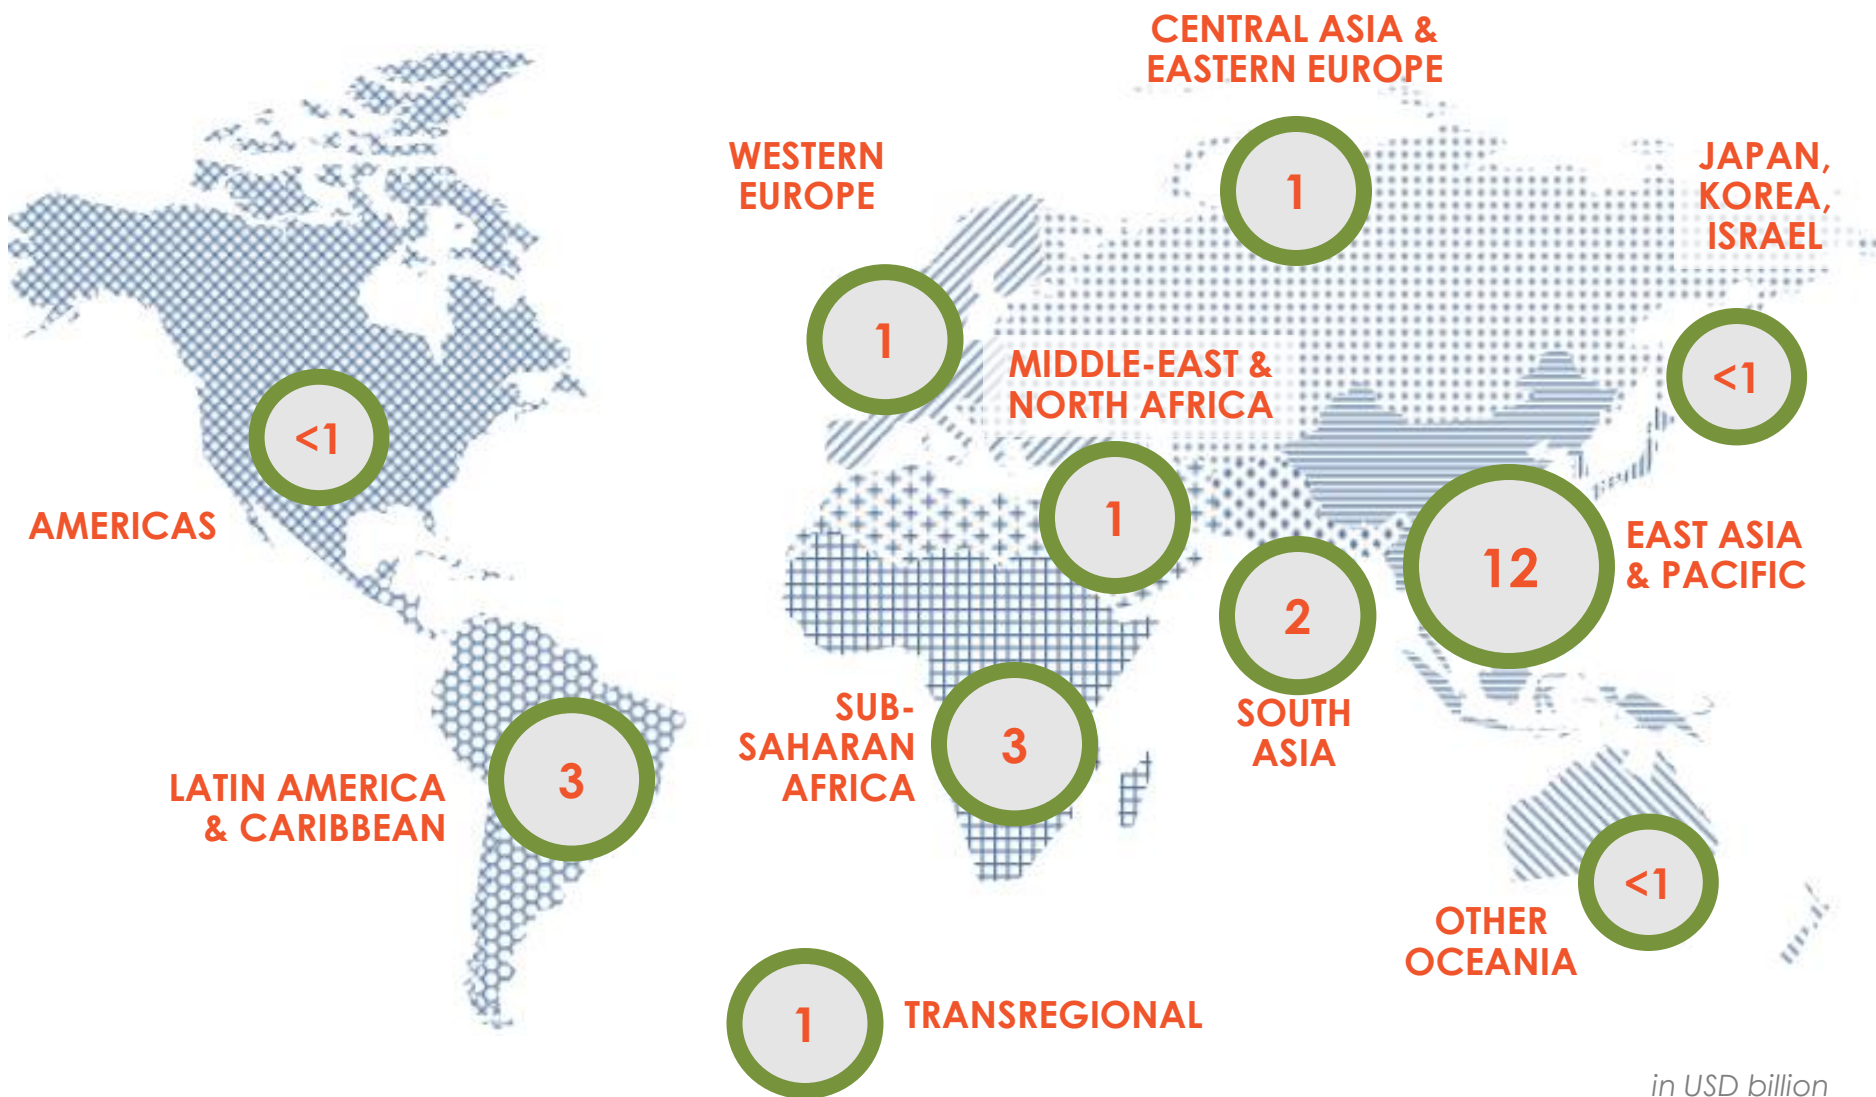 CENTRAL ASIA &
EASTERN EUROPE
1
WESTERN
EUROPE
1
JAPAN,
KOREA,
ISRAEL
<1
MIDDLE-EAST &
NORTH AFRICA
1
<1
AMERICAS
12
EAST ASIA
& PACIFIC
2
SOUTH
ASIA
SUB-
SAHARAN
AFRICA
3
LATIN AMERICA
& CARIBBEAN
3
<1
OTHER
OCEANIA
1
TRANSREGIONAL
in USD billion